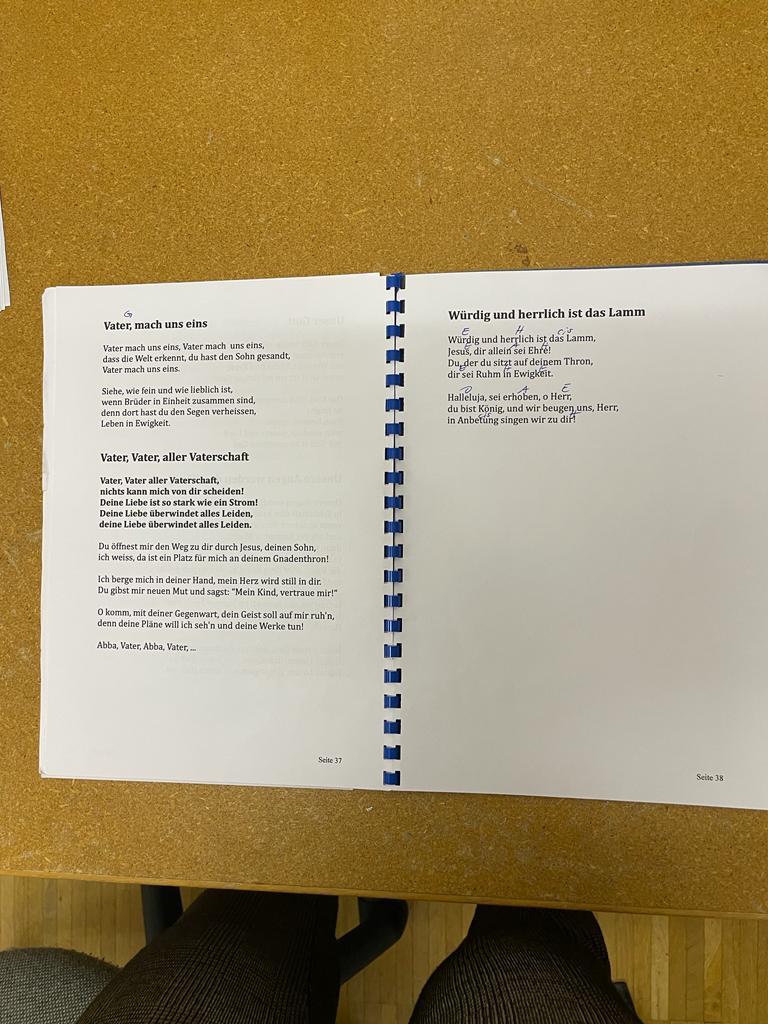 G
Vater, mach uns eins
Vater mach uns eins, Vater mach uns eins,
dass die Welt erkennt, du hast den Sohn gesandt,
Vater mach uns eins.
Siehe, wie fein und wie lieblich ist,
wenn Brüder in Einheit zusammen sind,
denn dort hast du den Segen verheissen,
Leben in Ewigkeit.
Vater, Vater, aller Vaterschaft
Vater, Vater aller Vaterschaft,
nichts kann mich von dir scheiden!
Deine Liebe ist so stark wie ein Strom!
Deine Liebe überwindet alles Leiden,
deine Liebe überwindet alles Leiden.
Du öffnest mir den Weg zu dir durch Jesus, deinen Sohn,
ich weiss, da ist ein Platz für mich an deinem Gnadenthron!
Ich berge mich in deiner Hand, mein Herz wird still in dir.
Du gibst mir neuen Mut und sagst: "Mein Kind, vertraue mir!"
O komm, mit deiner Gegenwart, dein Geist soll auf mir ruh'n,
denn deine Pläne will ich seh'n und deine Werke tun!
Abba, Vater, Abba, Vater, ...
Seite 37
Würdig und herrlich ist das Lamm
E H cis
Würdig und herrlich ist das Lamm,
Jesus, dir allein sei Ehre!
Du, der du sitzt auf deinem Thron,
dir sei Ruhm in Ewigkeit.
D A E
Halleluja, sei erhoben, o Herr,
du bist König, und wir beugen uns, Herr,
in Anbetung singen wir zu dir!
Seite 38